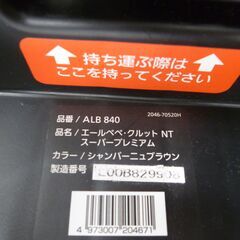 持ち運ぶ際は
ここを持ってください
2046-70520H
品番 / ALB 840
品名 / エールベベ・クルット NT
スーパープレミアム
カラー / シャンパーニュブラウン
製造番号
4 973007 204671